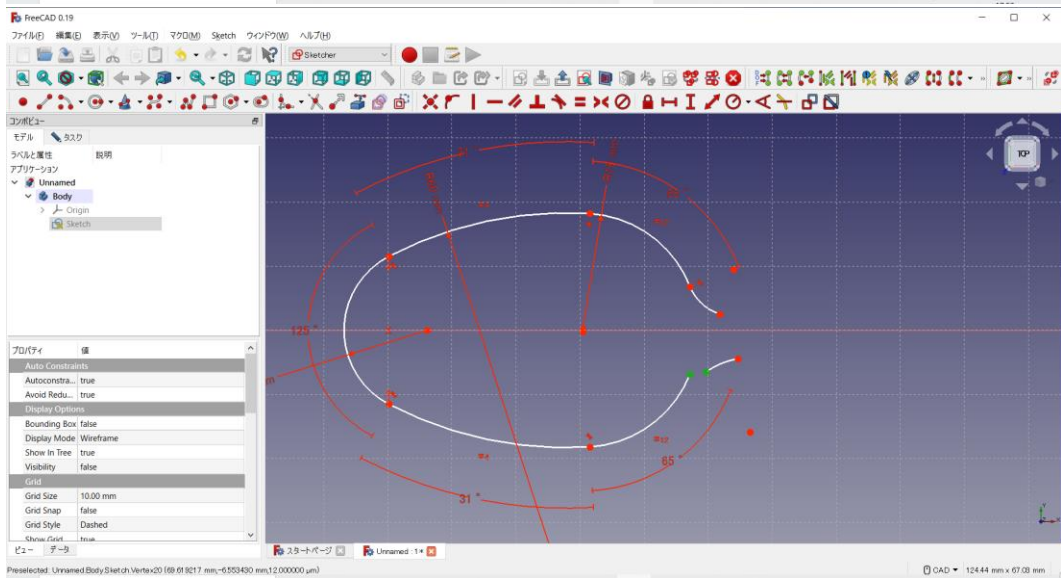 FreeCAD 0.19
ファイル(F) 編集(E) 表示(V) ツール(T) マクロ(M) Sketch ウィンドウ(W) ヘルプ(H)
Sketcher
コンボビュー
モデル タスク
ラベルと属性 説明
アプリケーション
Unnamed
Body
Origin
Sketch
プロパティ 値
Auto Constraints
Autoconstra... true
Avoid Redu... true
Display Options
Bounding Box false
Display Mode Wireframe
Show In Tree true
Visibility false
Grid
Grid Size 10.00 mm
Grid Snap false
Grid Style Dashed
Show Grid true
ビュー データ
TOP
125 °
65 °
31 °
スタートページ Unnamed : 1*
Preselected: Unnamed.Body.Sketch.Vertex20 (69.619217 mm,-6.553430 mm,12.000000 µm)
CAD 124.44 mm x 67.03 mm